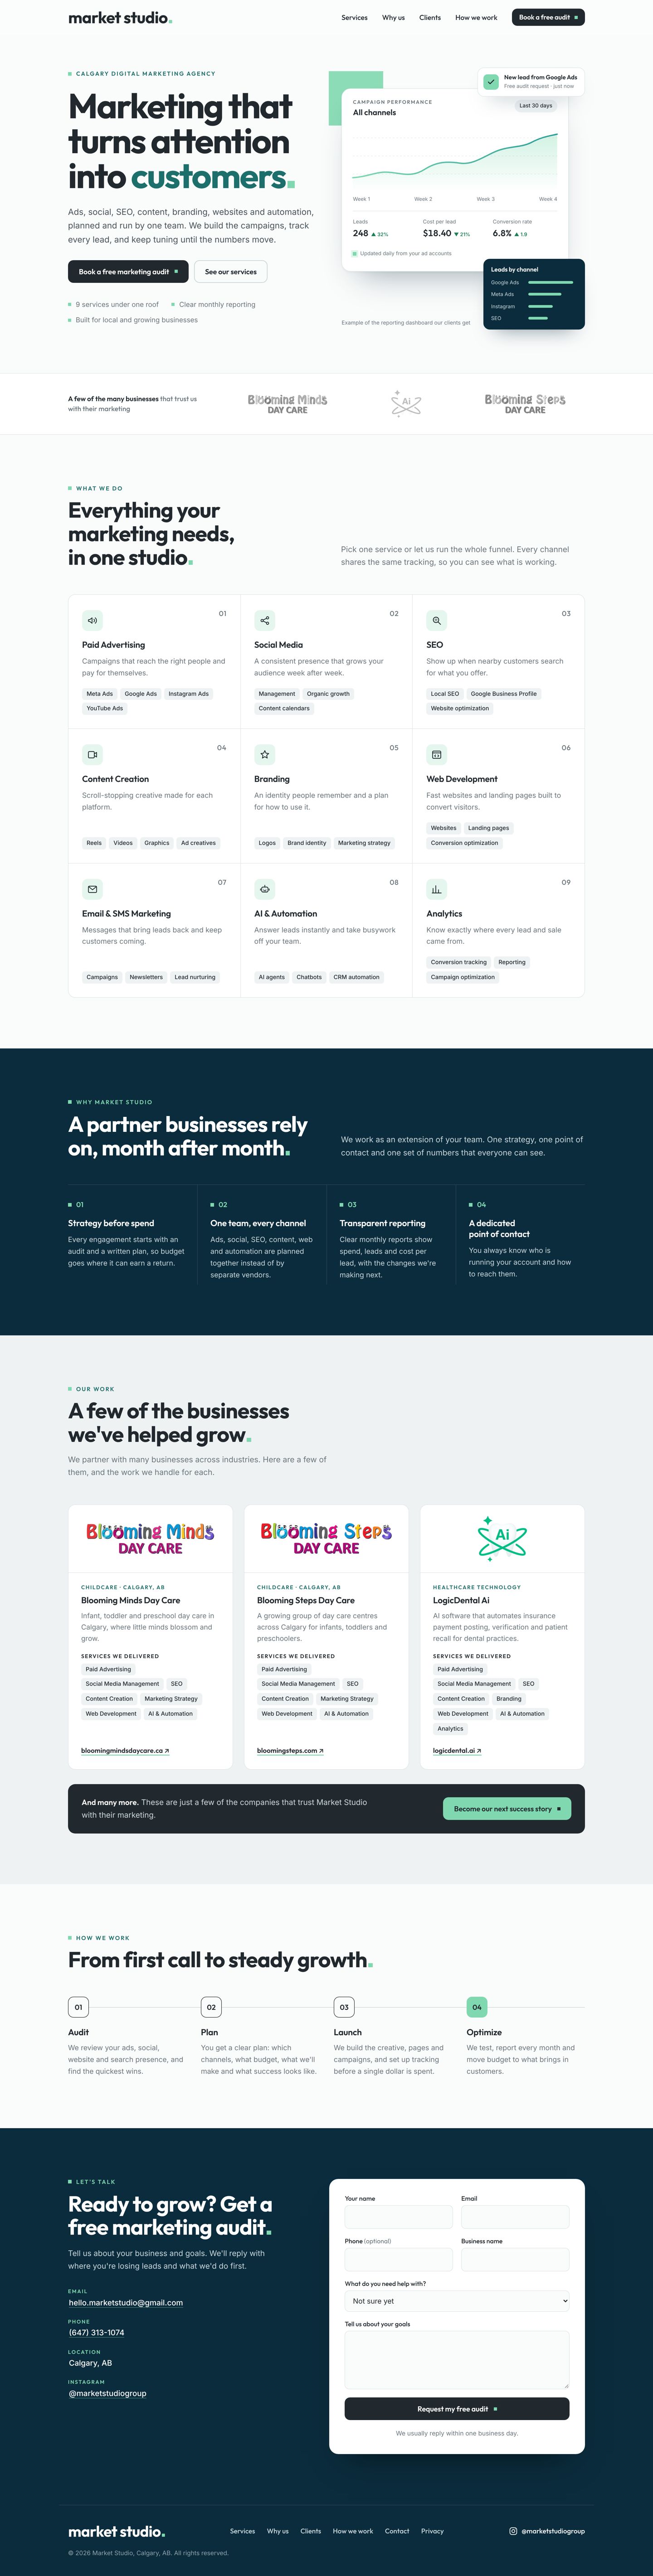 market studio.
Services Why us Clients How we work Book a free audit
CALGARY DIGITAL MARKETING AGENCY
Marketing that
turns attention
into customers.
Ads, social, SEO, content, branding, websites and automation,
planned and run by one team. We build the campaigns, track
every lead, and keep tuning until the numbers move.
Book a free marketing audit
See our services
9 services under one roof
Clear monthly reporting
Built for local and growing businesses
New lead from Google Ads
Free audit request · just now
CAMPAIGN PERFORMANCE
All channels
Last 30 days
Week 1 Week 2 Week 3 Week 4
Leads Cost per lead Conversion rate
248 ▲ 32% $18.40 ▼ 21% 6.8% ▲ 1.9
Updated daily from your ad accounts
Leads by channel
Google Ads
Meta Ads
Instagram
SEO
Example of the reporting dashboard our clients get
A few of the many businesses that trust us
with their marketing
Blooming Minds
DAY CARE
Ai
Blooming Steps
DAY CARE
WHAT WE DO
Everything your
marketing needs,
in one studio.
Pick one service or let us run the whole funnel. Every channel
shares the same tracking, so you can see what is working.
01
Paid Advertising
Campaigns that reach the right people and
pay for themselves.
Meta Ads Google Ads Instagram Ads
YouTube Ads
02
Social Media
A consistent presence that grows your
audience week after week.
Management Organic growth
Content calendars
03
SEO
Show up when nearby customers search
for what you offer.
Local SEO Google Business Profile
Website optimization
04
Content Creation
Scroll-stopping creative made for each
platform.
Reels Videos Graphics Ad creatives
05
Branding
An identity people remember and a plan
for how to use it.
Logos Brand identity Marketing strategy
06
Web Development
Fast websites and landing pages built to
convert visitors.
Websites Landing pages
Conversion optimization
07
Email & SMS Marketing
Messages that bring leads back and keep
customers coming.
Campaigns Newsletters Lead nurturing
08
AI & Automation
Answer leads instantly and take busywork
off your team.
AI agents Chatbots CRM automation
09
Analytics
Know exactly where every lead and sale
came from.
Conversion tracking Reporting
Campaign optimization
WHY MARKET STUDIO
A partner businesses rely
on, month after month.
We work as an extension of your team. One strategy, one point of
contact and one set of numbers that everyone can see.
01
Strategy before spend
Every engagement starts with an
audit and a written plan, so budget
goes where it can earn a return.
02
One team, every channel
Ads, social, SEO, content, web
and automation are planned
together instead of by
separate vendors.
03
Transparent reporting
Clear monthly reports show
spend, leads and cost per
lead, with the changes we're
making next.
04
A dedicated
point of contact
You always know who is
running your account and how
to reach them.
OUR WORK
A few of the businesses
we've helped grow.
We partner with many businesses across industries. Here are a few of
them, and the work we handle for each.
Blooming Minds
DAY CARE
CHILDCARE · CALGARY, AB
Blooming Minds Day Care
Infant, toddler and preschool day care in
Calgary, where little minds blossom and
grow.
SERVICES WE DELIVERED
Paid Advertising
Social Media Management SEO
Content Creation Marketing Strategy
Web Development AI & Automation
bloomingmindsdaycare.ca ↗
Blooming Steps
DAY CARE
CHILDCARE · CALGARY, AB
Blooming Steps Day Care
A growing group of day care centres
across Calgary for infants, toddlers and
preschoolers.
SERVICES WE DELIVERED
Paid Advertising
Social Media Management SEO
Content Creation Marketing Strategy
Web Development AI & Automation
bloomingsteps.com ↗
Ai
HEALTHCARE TECHNOLOGY
LogicDental Ai
AI software that automates insurance
payment posting, verification and patient
recall for dental practices.
SERVICES WE DELIVERED
Paid Advertising
Social Media Management SEO
Content Creation Branding
Web Development AI & Automation
Analytics
logicdental.ai ↗
And many more. These are just a few of the companies that trust Market Studio
with their marketing.
Become our next success story
HOW WE WORK
From first call to steady growth.
01
Audit
We review your ads, social,
website and search presence, and
find the quickest wins.
02
Plan
You get a clear plan: which
channels, what budget, what we'll
make and what success looks like.
03
Launch
We build the creative, pages and
campaigns, and set up tracking
before a single dollar is spent.
04
Optimize
We test, report every month and
move budget to what brings in
customers.
LET'S TALK
Ready to grow? Get a
free marketing audit.
Tell us about your business and goals. We'll reply with
where you're losing leads and what we'd do first.
EMAIL
hello.marketstudio@gmail.com
PHONE
(647) 313-1074
LOCATION
Calgary, AB
INSTAGRAM
@marketstudiogroup
Your name Email
Phone (optional) Business name
What do you need help with?
Not sure yet
Tell us about your goals
Request my free audit
We usually reply within one business day.
market studio.
Services Why us Clients How we work Contact Privacy
@marketstudiogroup
© 2026 Market Studio, Calgary, AB. All rights reserved.